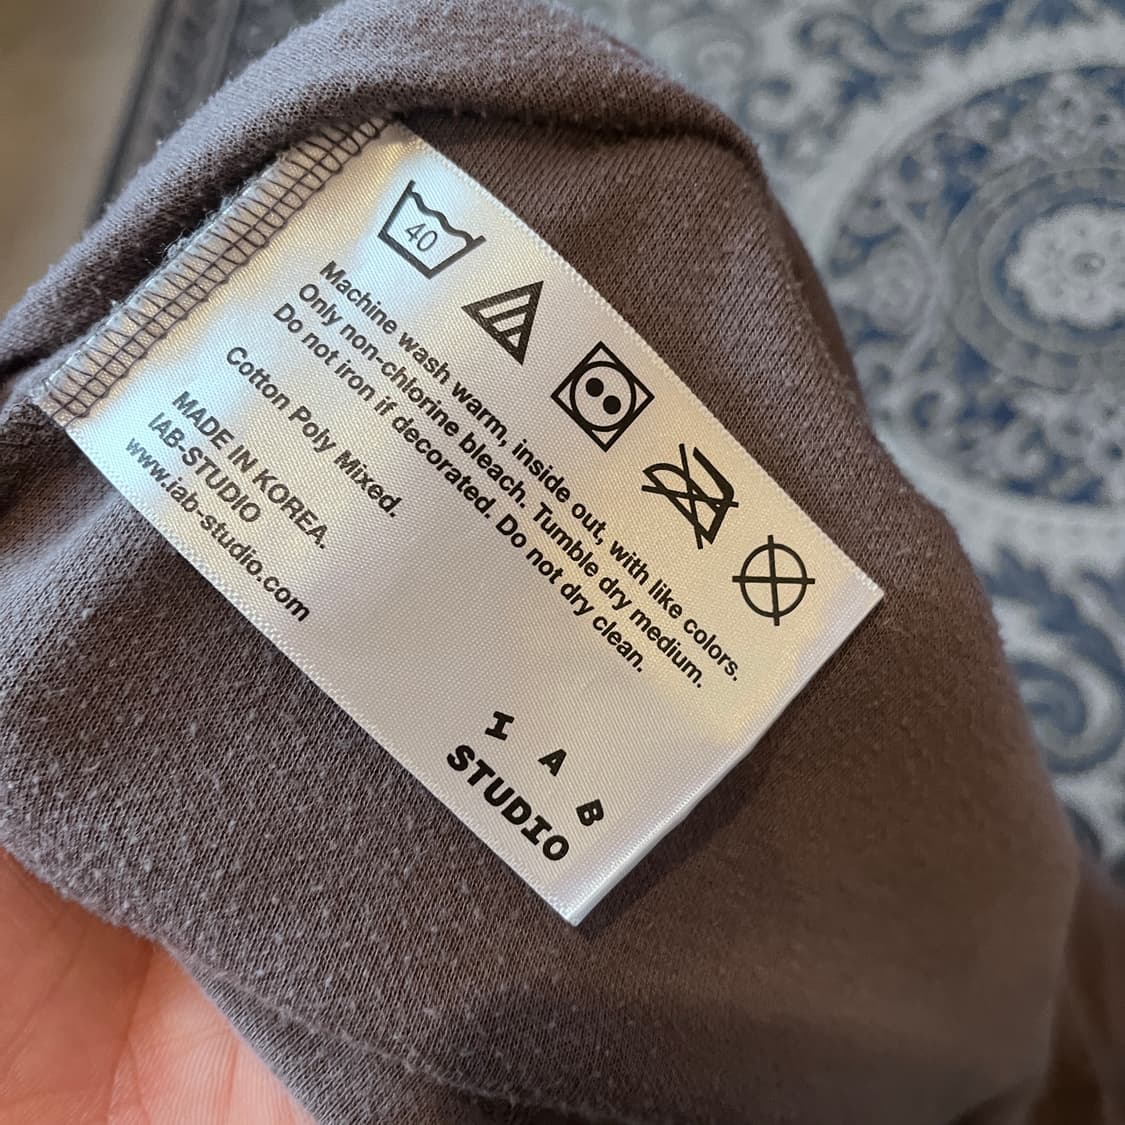 40
Machine wash warm, inside out, with like colors.
Only non-chlorine bleach. Tumble dry medium.
Do not iron if decorated. Do not dry clean.
Cotton Poly Mixed.
MADE IN KOREA.
IAB-STUDIO
www.iab-studio.com
I A B
STUDIO